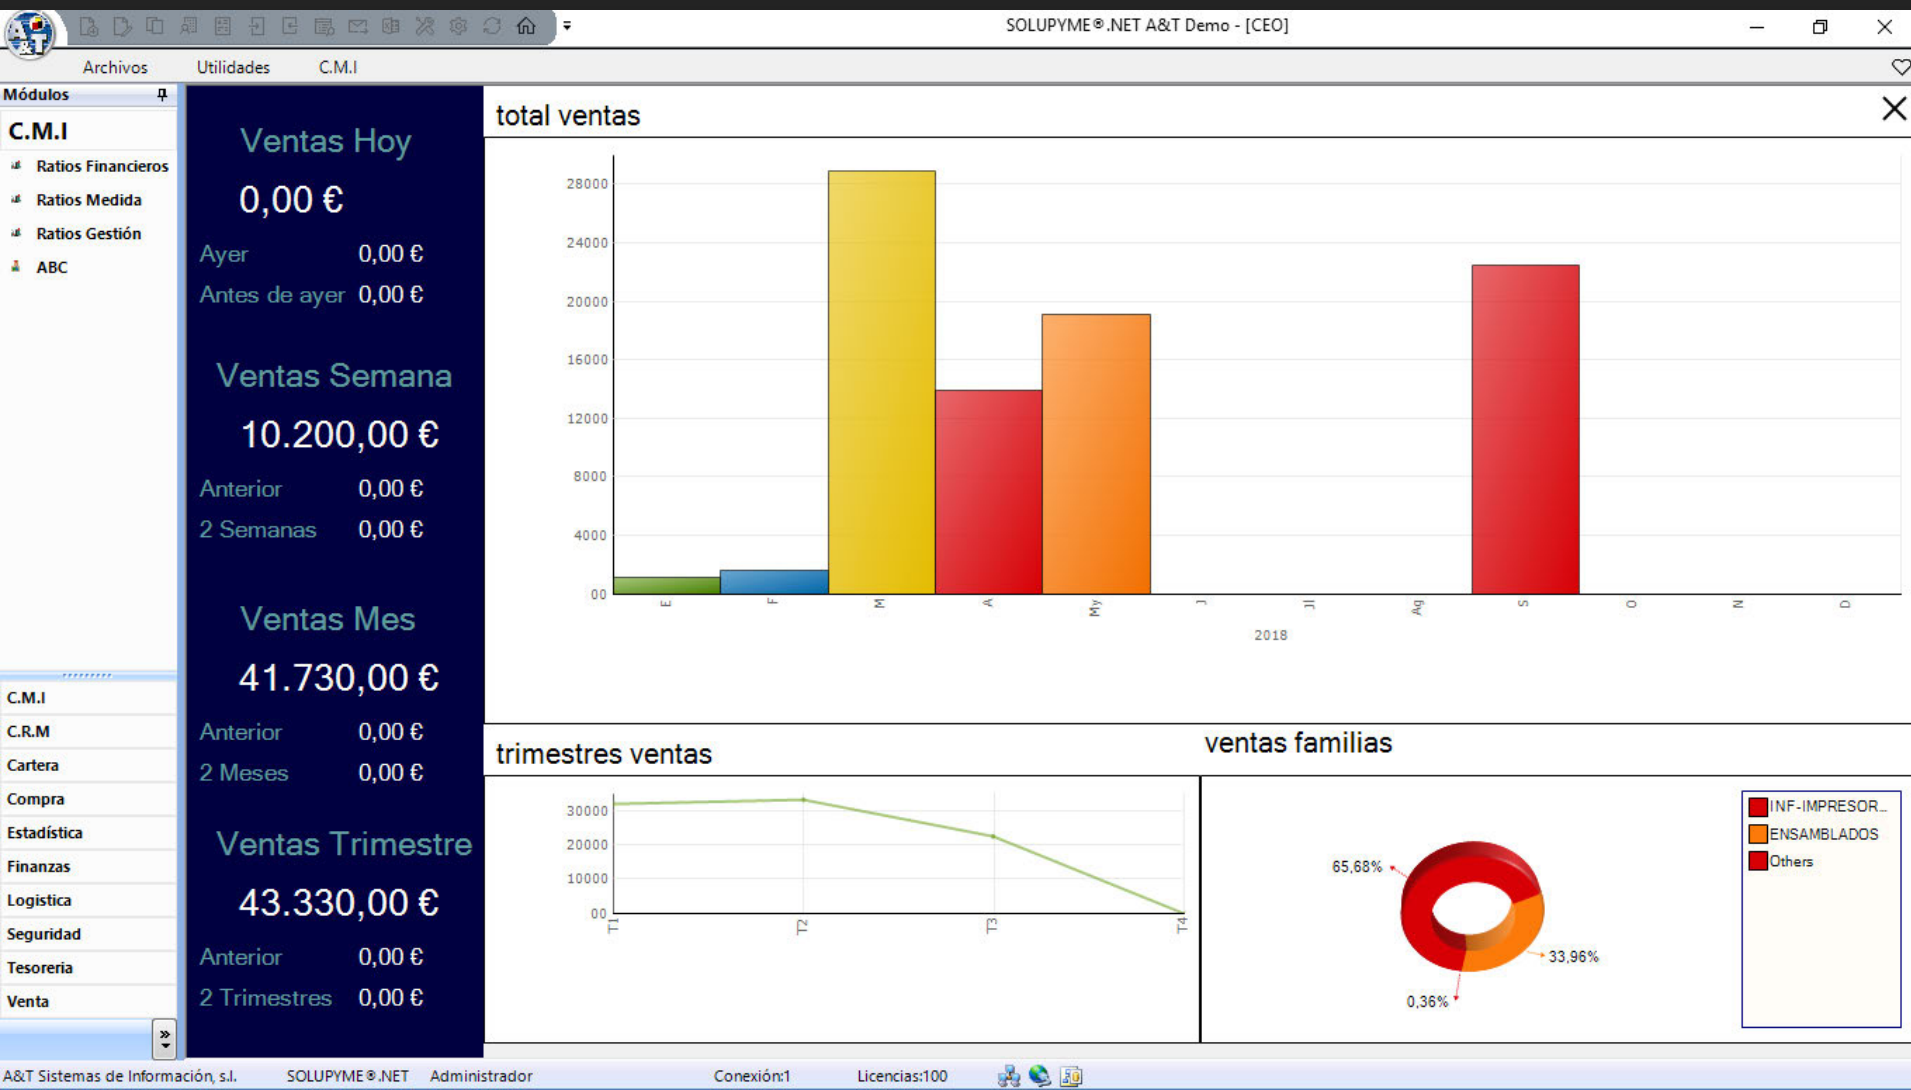 SOLUPYME®.NET A&T Demo - [CEO]
A&T
Archivos Utilidades C.M.I
Módulos
C.M.I
Ratios Financieros
Ratios Medida
Ratios Gestión
ABC
C.M.I
C.R.M
Cartera
Compra
Estadística
Finanzas
Logistica
Seguridad
Tesoreria
Venta
Ventas Hoy
0,00 €
Ayer 0,00 €
Antes de ayer 0,00 €
Ventas Semana
10.200,00 €
Anterior 0,00 €
2 Semanas 0,00 €
Ventas Mes
41.730,00 €
Anterior 0,00 €
2 Meses 0,00 €
Ventas Trimestre
43.330,00 €
Anterior 0,00 €
2 Trimestres 0,00 €
total ventas
28000
24000
20000
16000
12000
8000
4000
00
E F M A My J Jl Ag S O N D
2018
trimestres ventas
30000
20000
10000
00
T1 T2 T3 T4
ventas familias
65,68%
33,96%
0,36%
INF-IMPRESOR...
ENSAMBLADOS
Others
A&T Sistemas de Información, s.l. SOLUPYME®.NET Administrador Conexión:1 Licencias:100